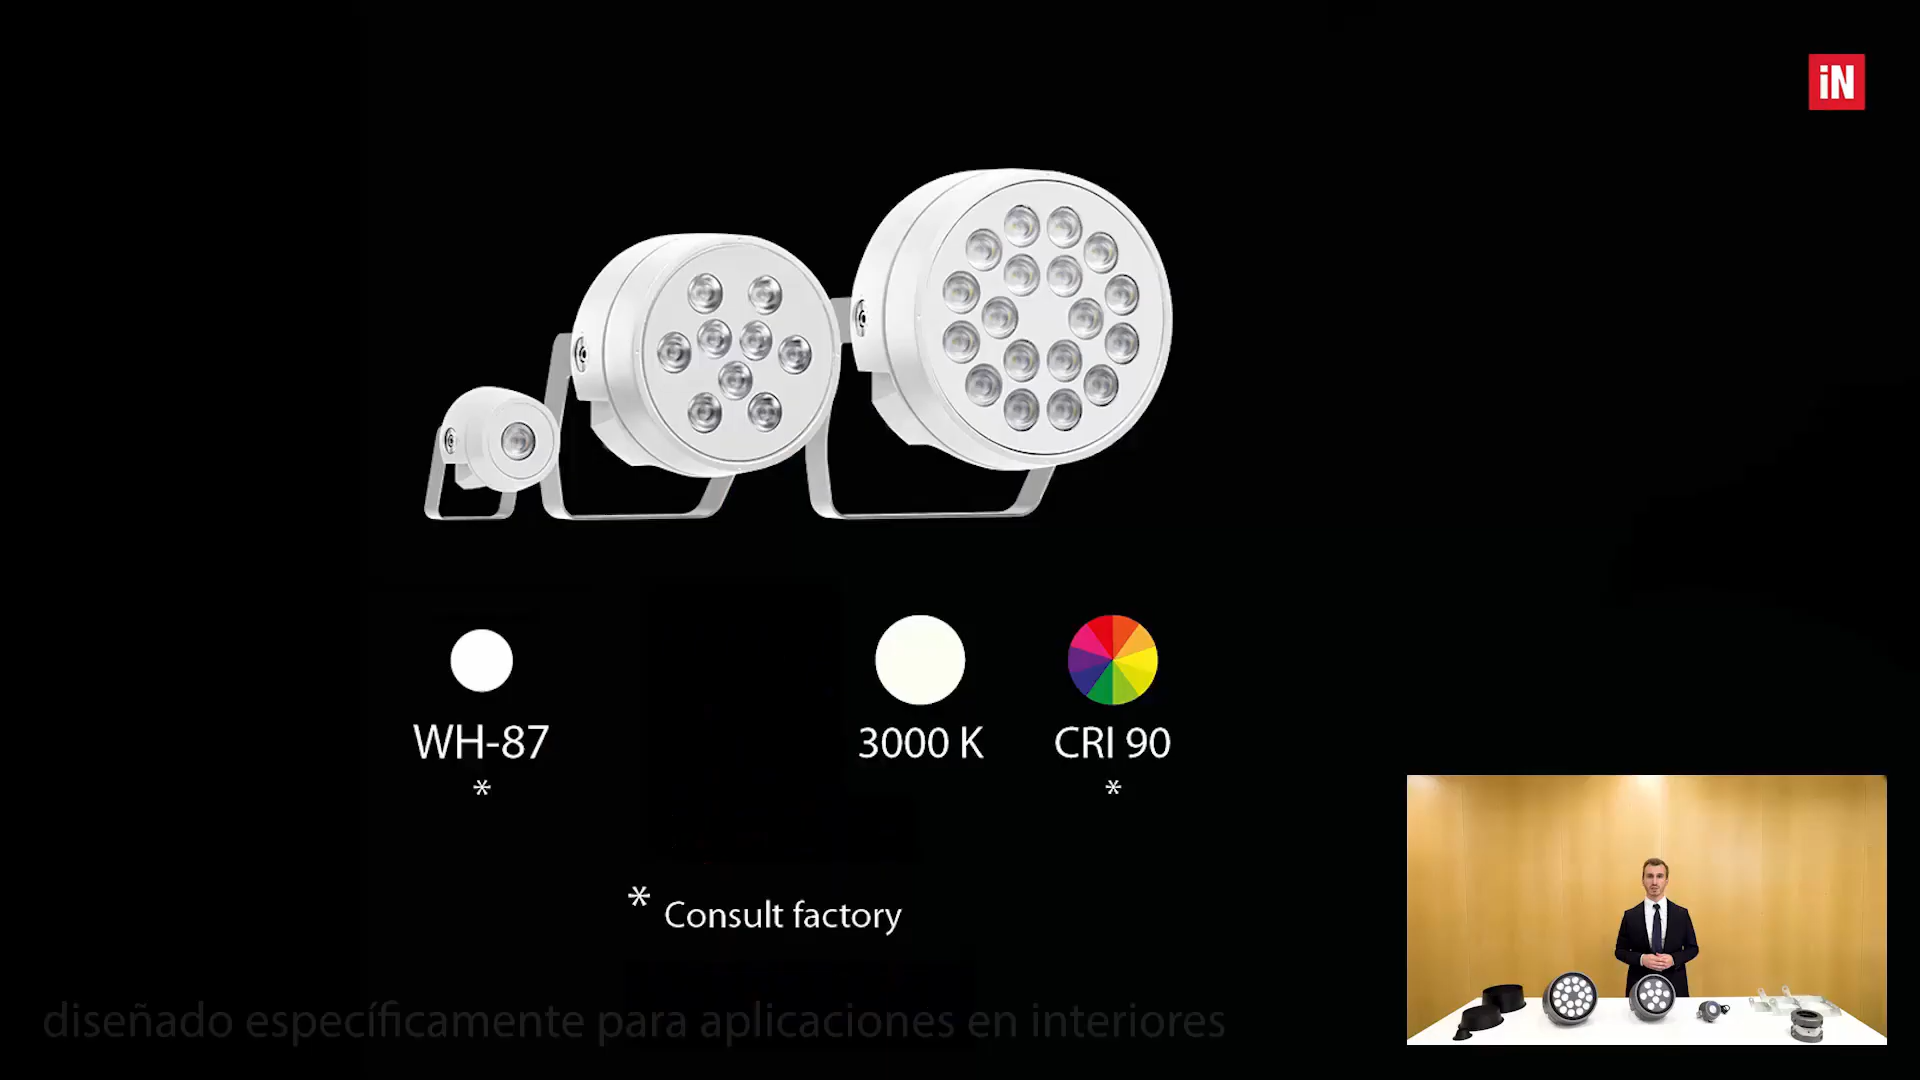 iN
WH-87
*
3000 K
CRI 90
*
* Consult factory
diseñado específicamente para aplicaciones en interiores